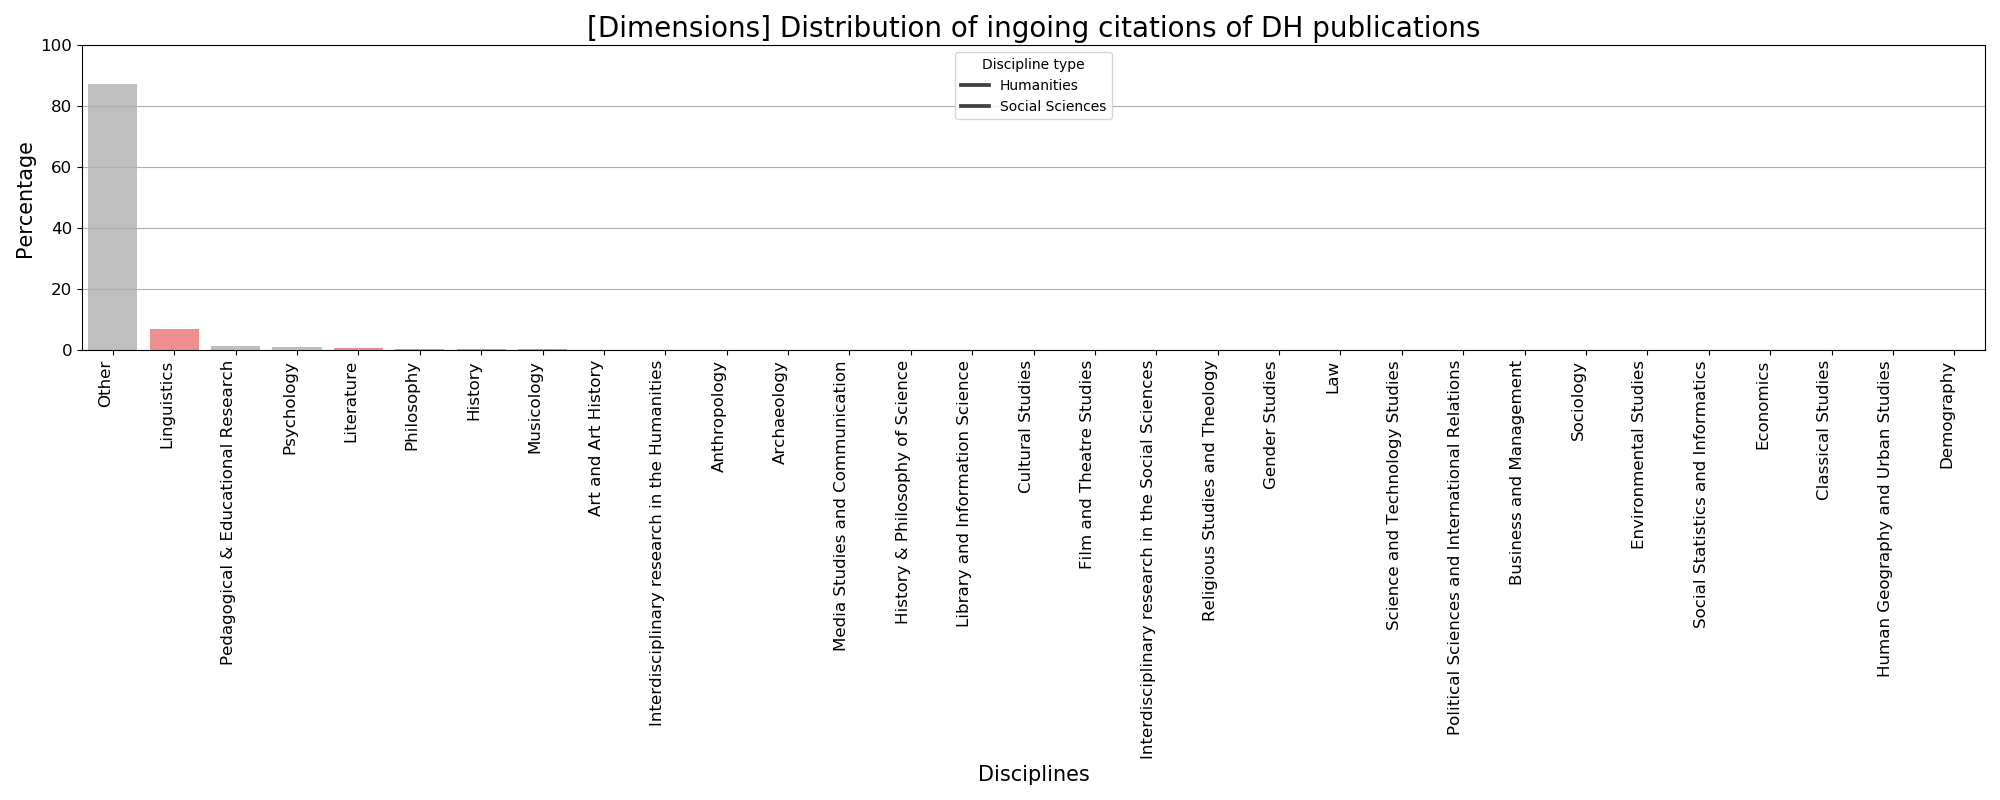 [Dimensions] Distribution of ingoing citations of DH publications
Discipline type
Humanities
Social Sciences
Percentage
100
80
60
40
20
0
Other
Linguistics
Pedagogical & Educational Research
Psychology
Literature
Philosophy
History
Musicology
Art and Art History
Interdisciplinary research in the Humanities
Anthropology
Archaeology
Media Studies and Communication
History & Philosophy of Science
Library and Information Science
Cultural Studies
Film and Theatre Studies
Interdisciplinary research in the Social Sciences
Religious Studies and Theology
Gender Studies
Law
Science and Technology Studies
Political Sciences and International Relations
Business and Management
Sociology
Environmental Studies
Social Statistics and Informatics
Economics
Classical Studies
Human Geography and Urban Studies
Demography
Disciplines